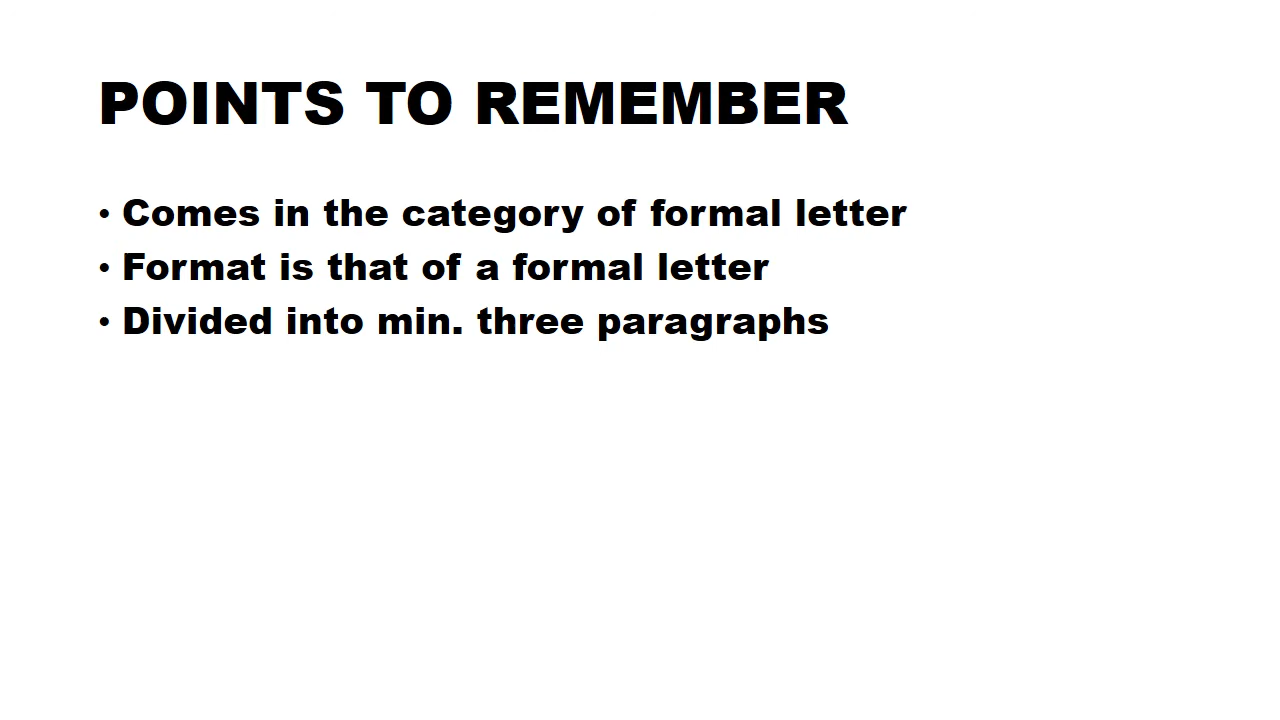 POINTS TO REMEMBER
• Comes in the category of formal letter
• Format is that of a formal letter
• Divided into min. three paragraphs